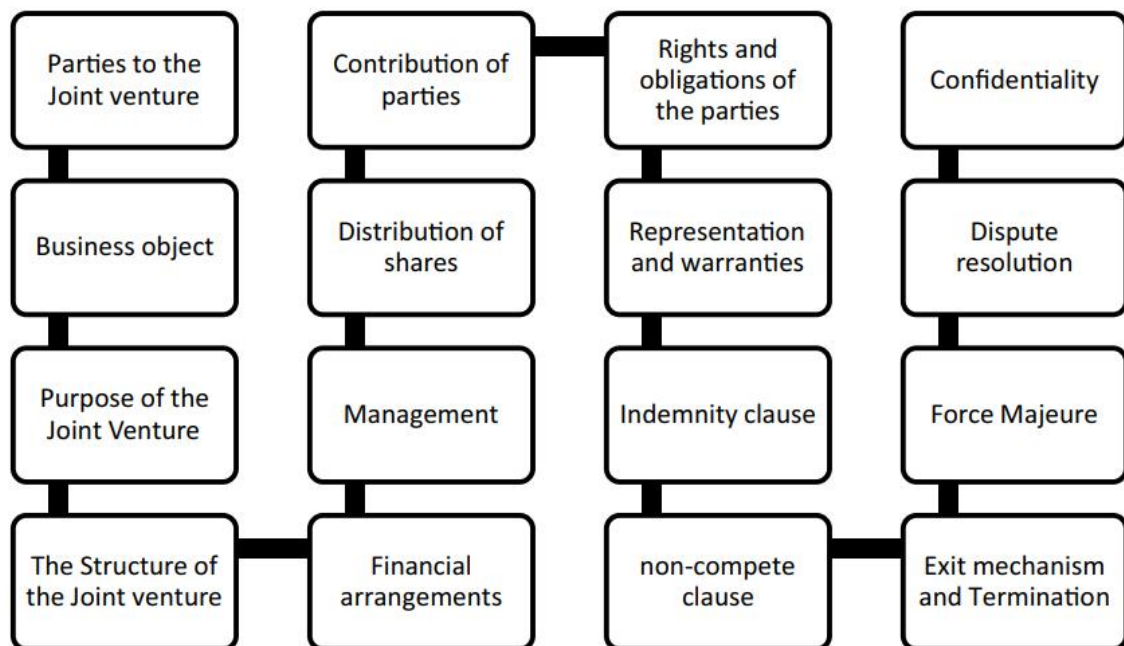 Parties to the
Joint venture
Business object
Purpose of the
Joint Venture
The Structure of
the Joint venture
Financial
arrangements
Management
Distribution of
shares
Contribution of
parties
Rights and
obligations of
the parties
Representation
and warranties
Indemnity clause
non-compete
clause
Exit mechanism
and Termination
Force Majeure
Dispute
resolution
Confidentiality